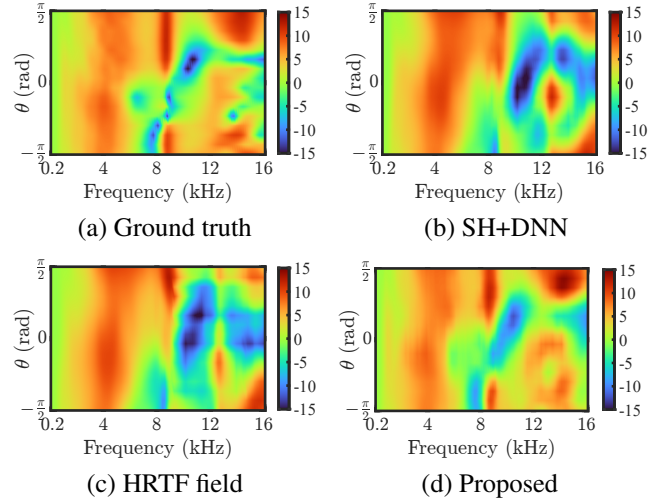 π/2
0
−π/2
θ (rad)
0.2 4 8 12 16
Frequency (kHz)
15
10
5
0
-5
-10
-15
(a) Ground truth
π/2
0
−π/2
θ (rad)
0.2 4 8 12 16
Frequency (kHz)
15
10
5
0
-5
-10
-15
(b) SH+DNN
π/2
0
−π/2
θ (rad)
0.2 4 8 12 16
Frequency (kHz)
15
10
5
0
-5
-10
-15
(c) HRTF field
π/2
0
−π/2
θ (rad)
0.2 4 8 12 16
Frequency (kHz)
15
10
5
0
-5
-10
-15
(d) Proposed